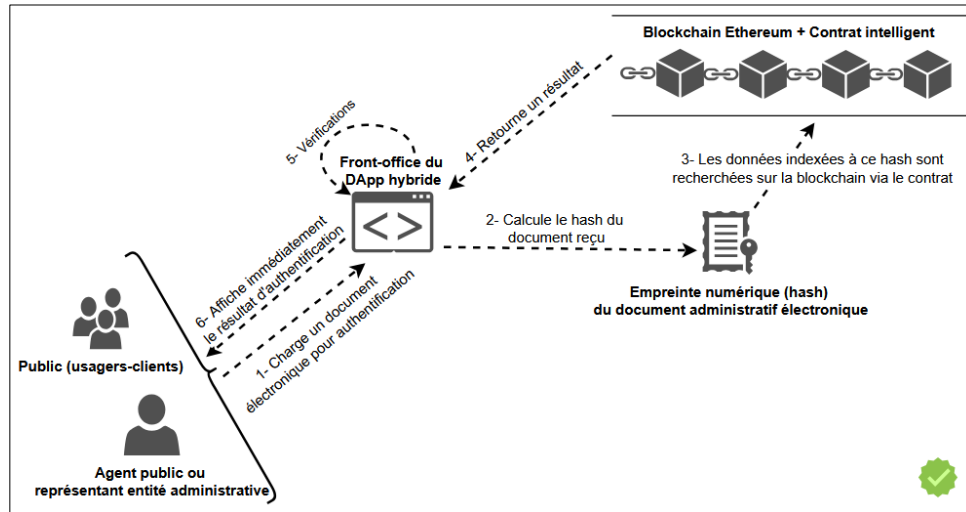 Blockchain Ethereum + Contrat intelligent
4- Retourne un résultat
5- Vérifications
Front-office du
DApp hybride
3- Les données indexées à ce hash sont
recherchées sur la blockchain via le contrat
2- Calcule le hash du
document reçu
Empreinte numérique (hash)
du document administratif électronique
6- Affiche immédiatement
le résultat d'authentification
1- Charge un document
électronique pour authentification
Public (usagers-clients)
Agent public ou
représentant entité administrative